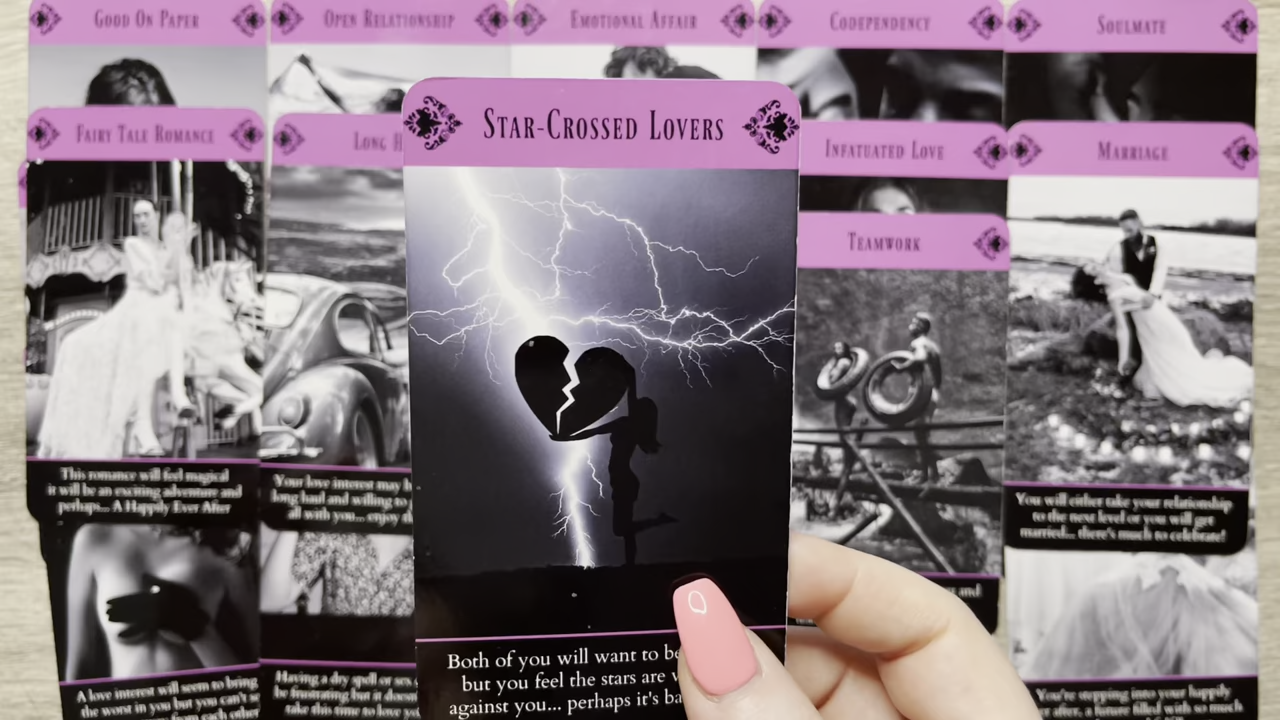 Good On Paper
Open Relationship
Emotional Affair
Codependency
Soulmate
Fairy Tale Romance
Long H
Star-Crossed Lovers
Infatuated Love
Marriage
Teamwork
This romance will feel magical
it will be an exciting adventure and
perhaps... A Happily Ever After
Your love interest may
long haul and willing to
all with you... enjoy
You will either take your relationship
to the next level or you will get
married... there's much to celebrate!
Both of you will want to be
but you feel the stars are
against you... perhaps it's ba
A love interest will seem to bring
the worst in you but you can't
from each other
Having a dry spell or
be frustrating but it
take this time to love
and
You're stepping into your happily
after, a future filled with so much